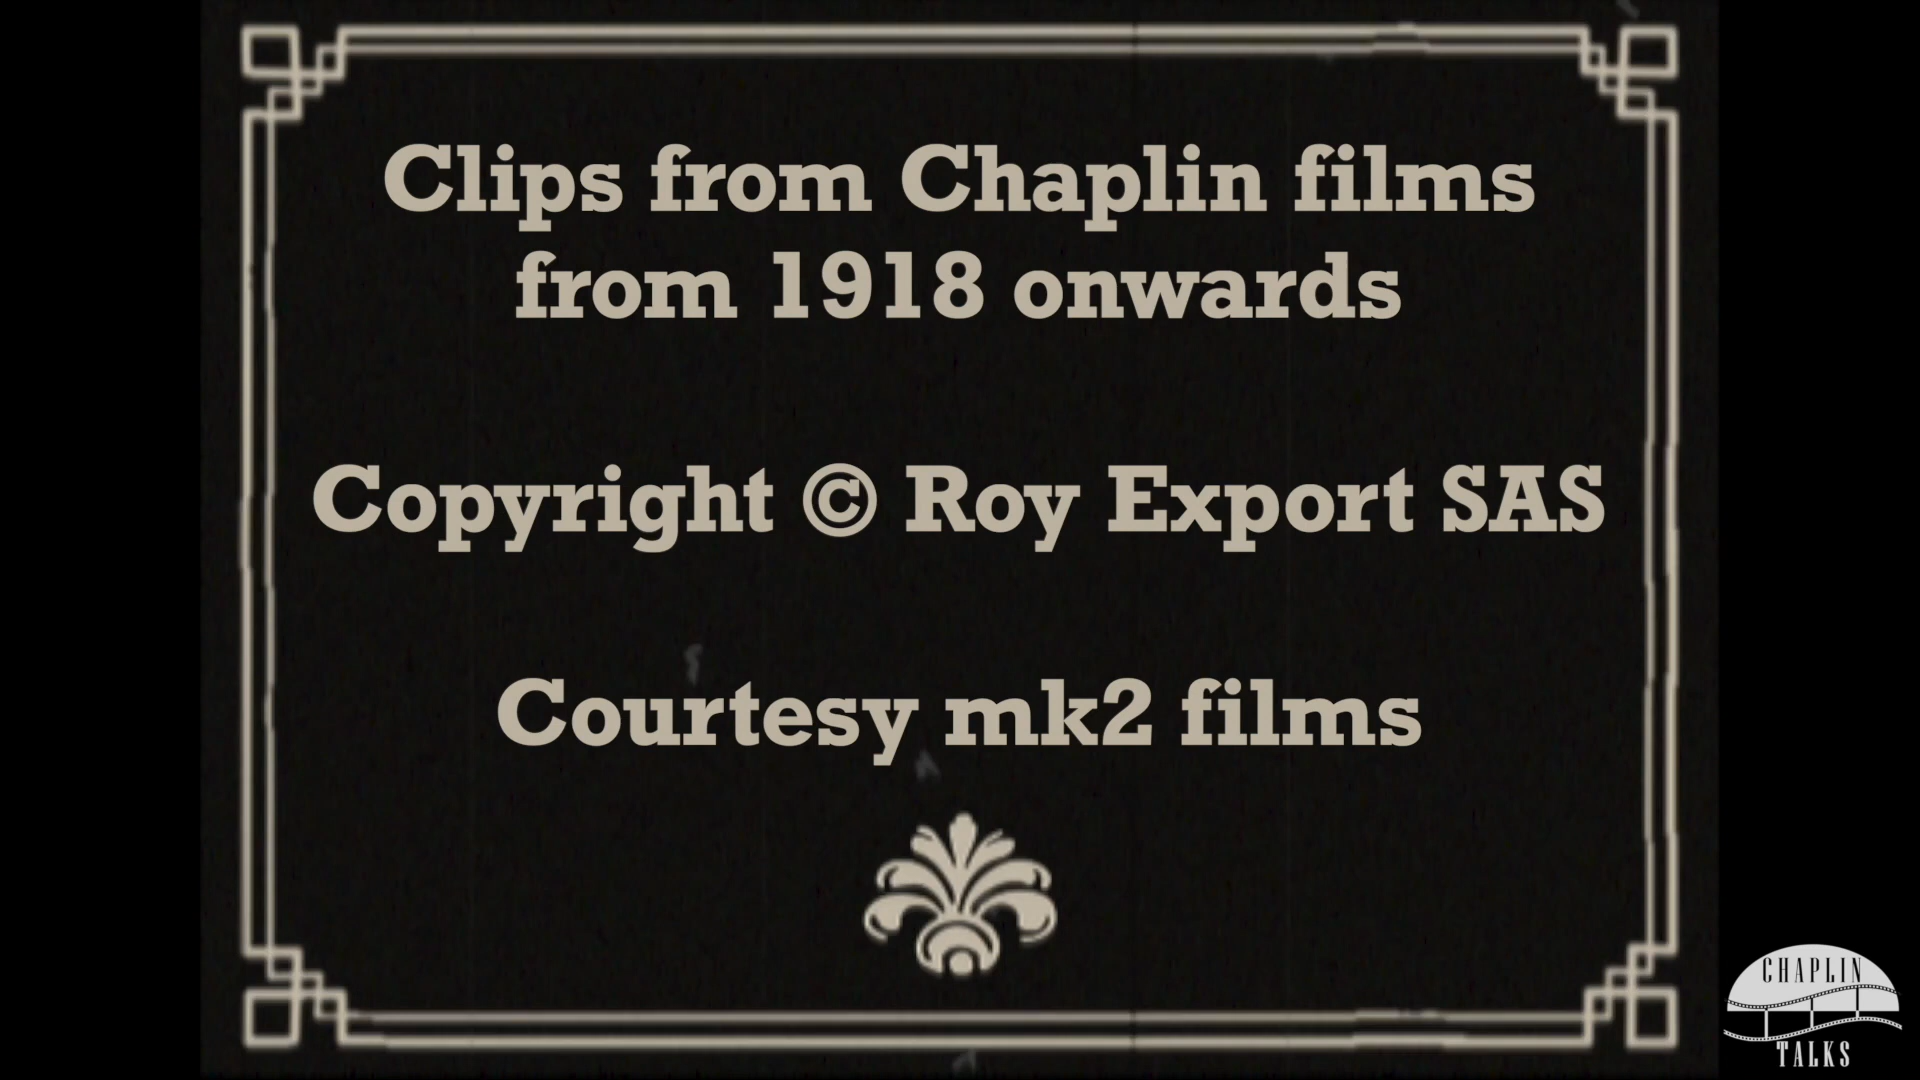 Clips from Chaplin films
from 1918 onwards
Copyright © Roy Export SAS
Courtesy mk2 films
CHAPLIN
TALKS